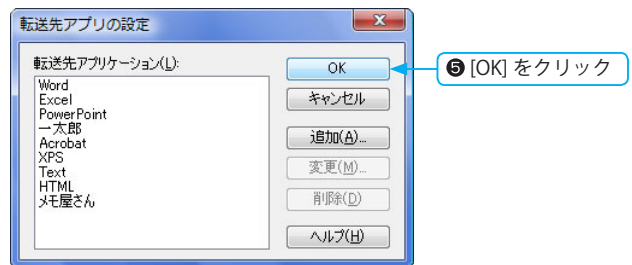 転送先アプリの設定
転送先アプリケーション(L):
Word
Excel
PowerPoint
一太郎
Acrobat
XPS
Text
HTML
メモ屋さん
OK
キャンセル
追加(A)...
変更(M)...
削除(D)
ヘルプ(H)
❺ [OK] をクリック